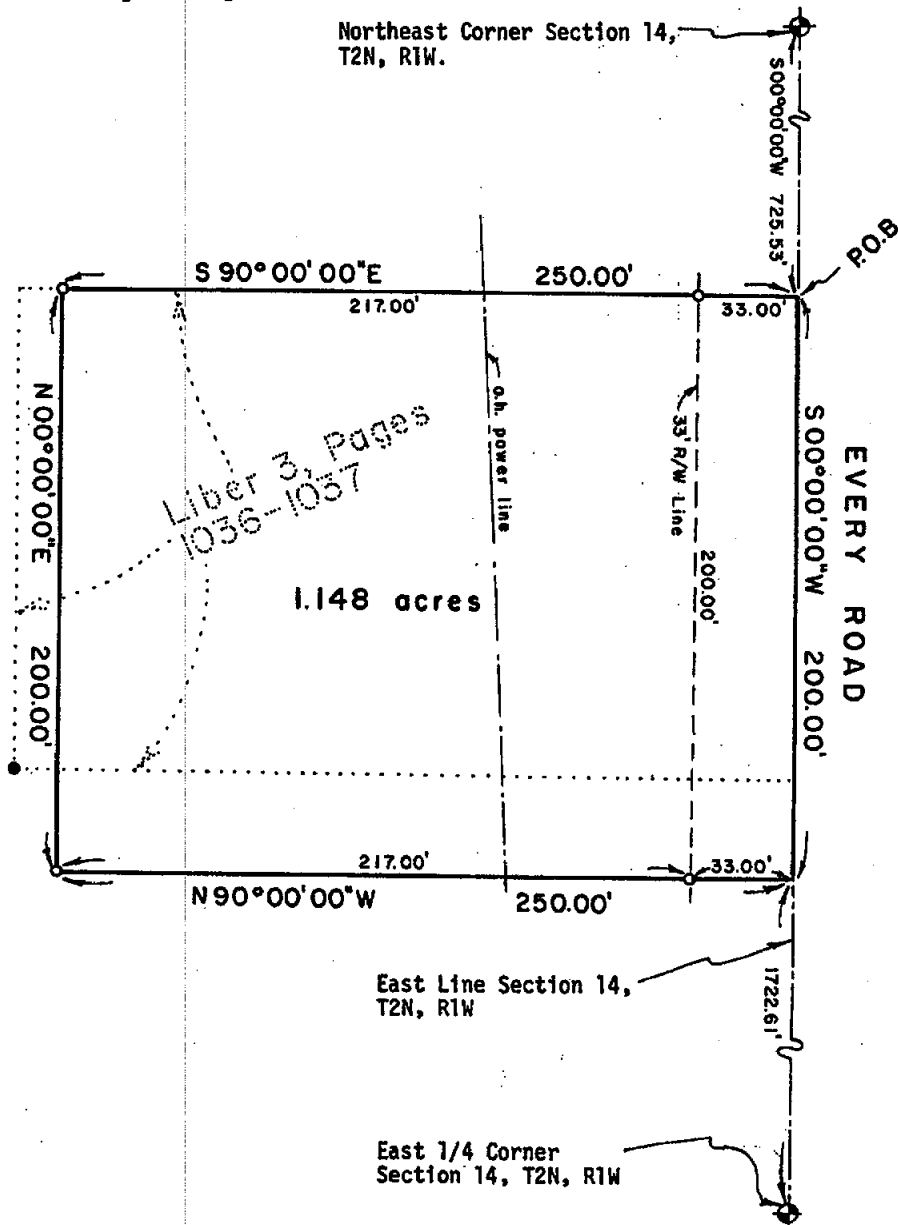 Northeast Corner Section 14,
T2N, R1W.
S00°00'00"W 725.53'
P.O.B
S 90°00'00"E 250.00'
217.00'
33.00'
N 00°00'00"E 200.00'
Liber 3, Pages
1036-1037
o.h. power line
33' R/W Line
200.00'
S 00°00'00"W 200.00'
EVERY ROAD
1.148 acres
217.00'
33.00'
N 90°00'00"W 250.00'
East Line Section 14,
T2N, R1W
1722.61'
East 1/4 Corner
Section 14, T2N, R1W